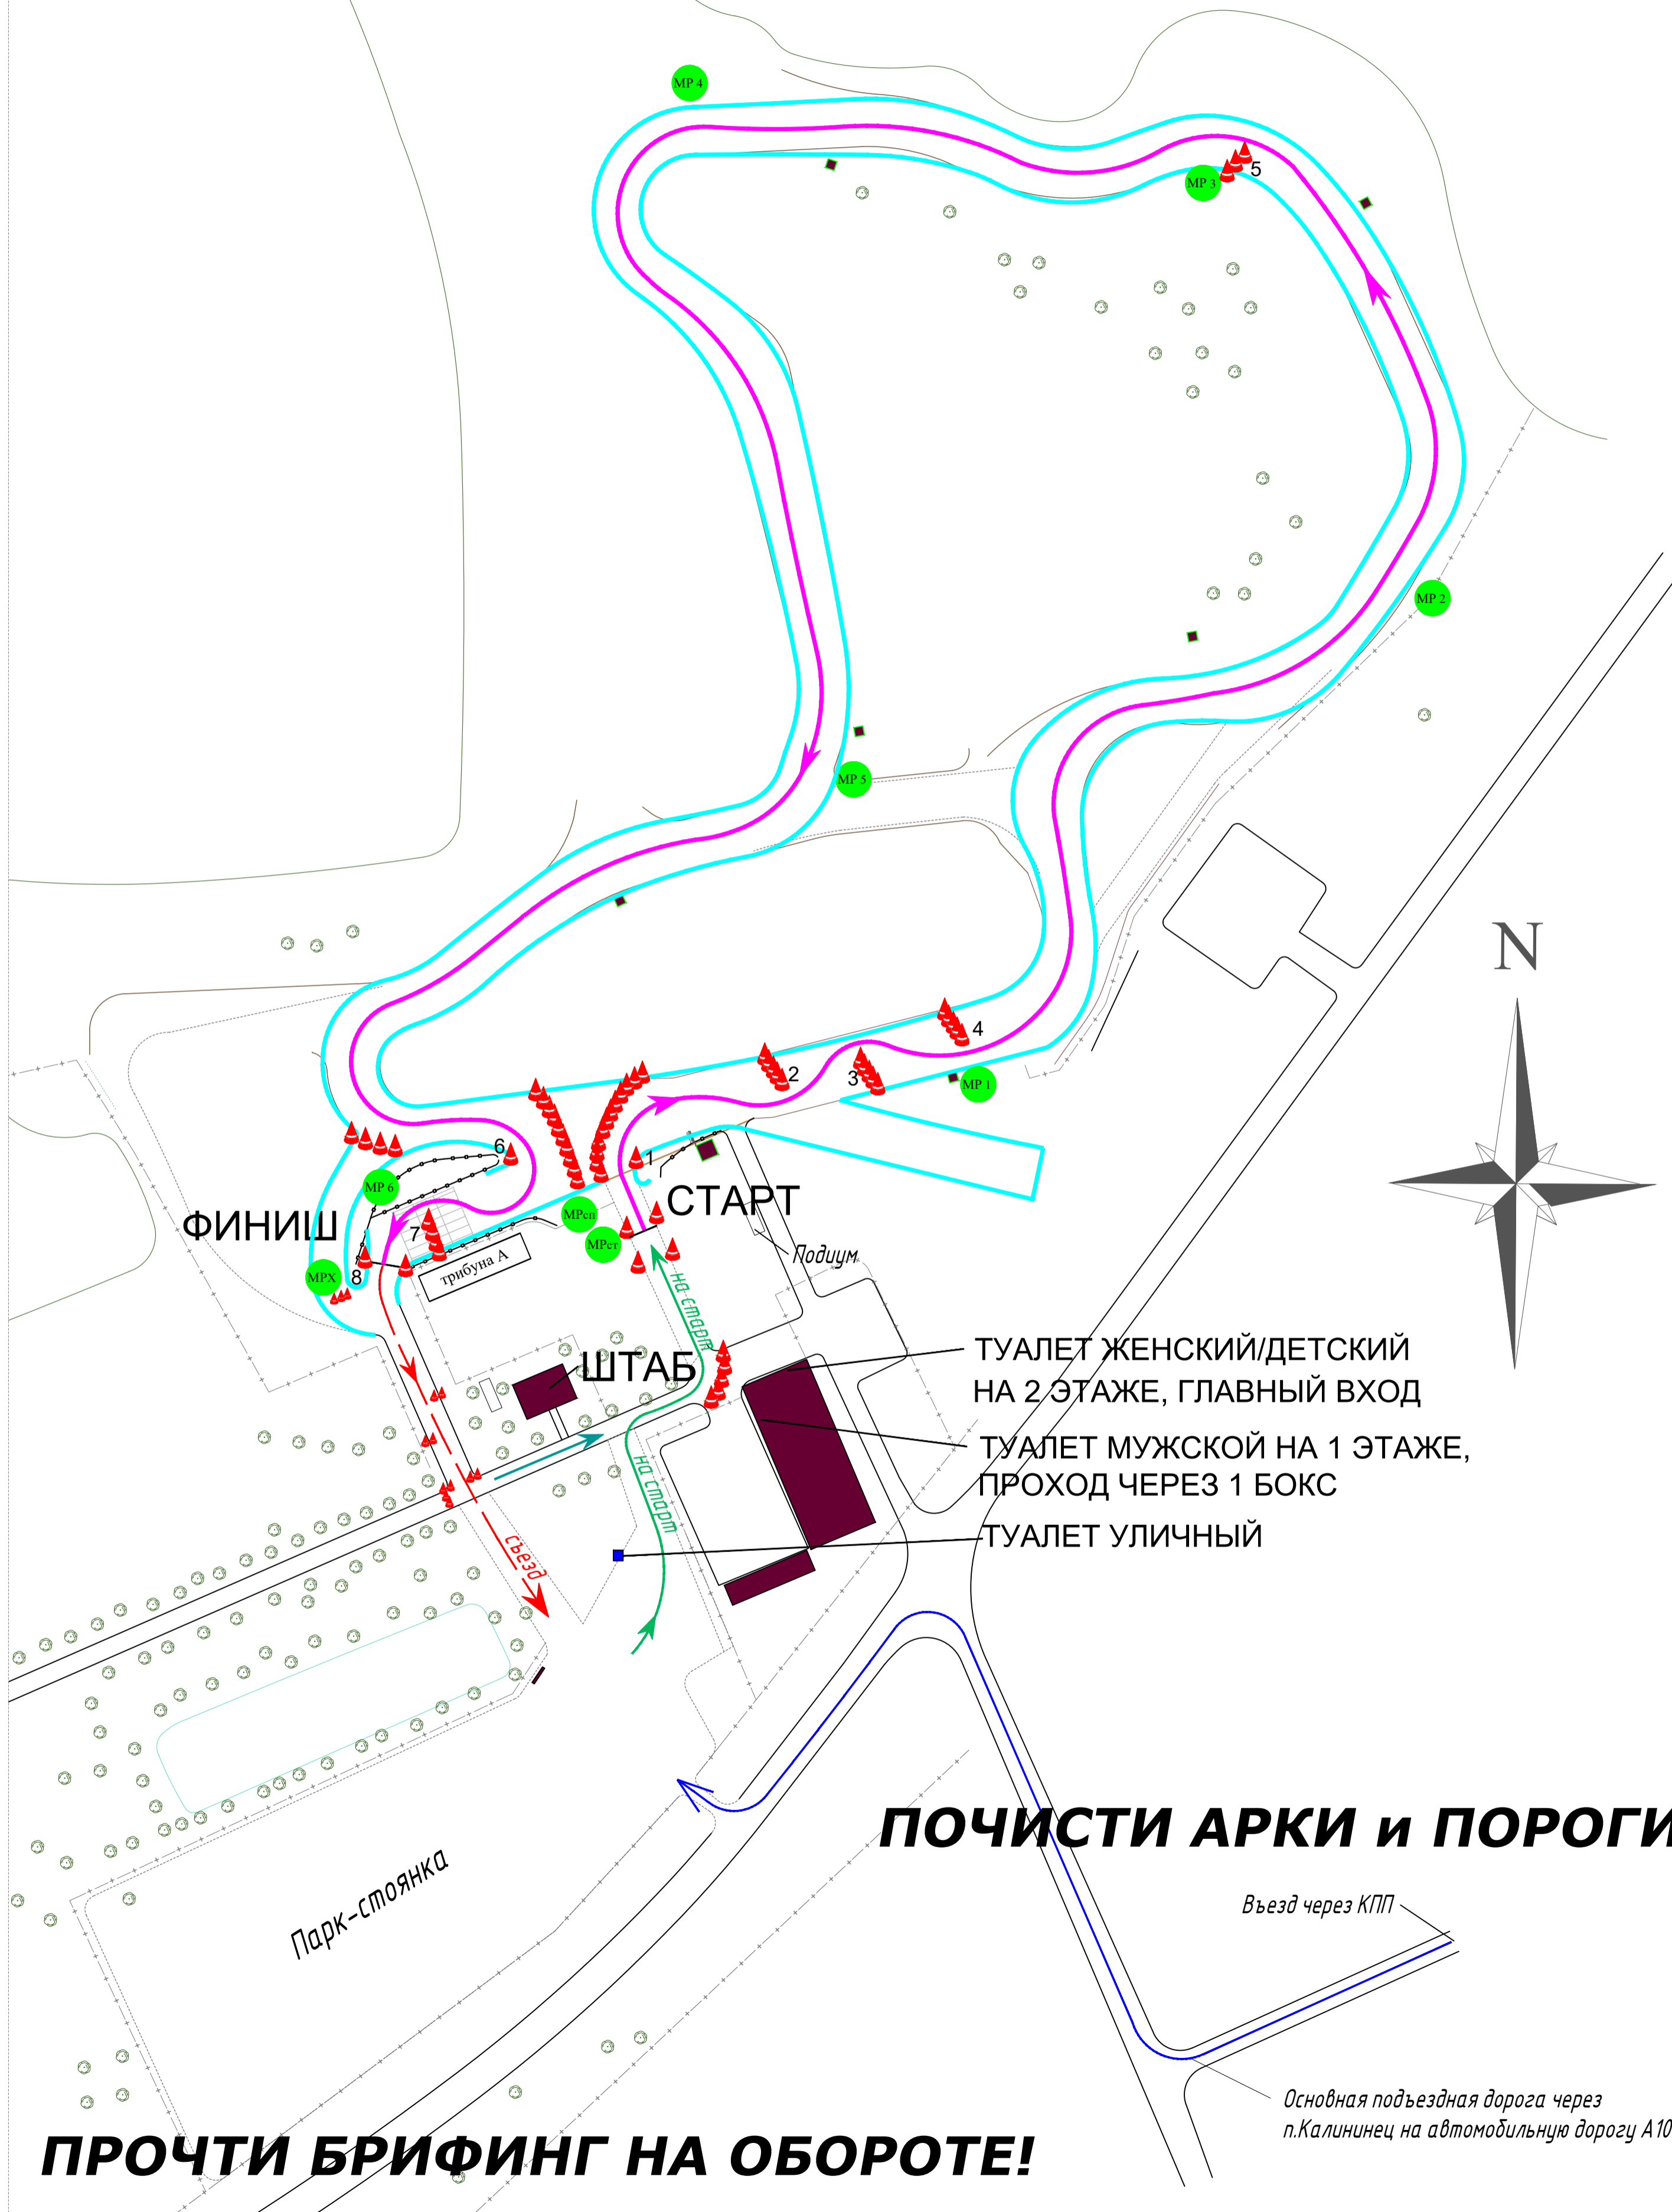 МР 4
МР 3
5
МР 2
МР 5
N
4
2
3
МР 1
6
1
МР 6
СТАРТ
ФИНИШ
МРсп
7
МРст
Подиум
трибуна А
МРХ
8
на старт
ШТАБ
ТУАЛЕТ ЖЕНСКИЙ/ДЕТСКИЙ
НА 2 ЭТАЖЕ, ГЛАВНЫЙ ВХОД
ТУАЛЕТ МУЖСКОЙ НА 1 ЭТАЖЕ,
ПРОХОД ЧЕРЕЗ 1 БОКС
на старт
ТУАЛЕТ УЛИЧНЫЙ
съезд
ПОЧИСТИ АРКИ и ПОРОГИ
Парк-стоянка
Въезд через КПП
Основная подъездная дорога через
п.Калининец на автомобильную дорогу А10
ПРОЧТИ БРИФИНГ НА ОБОРОТЕ!